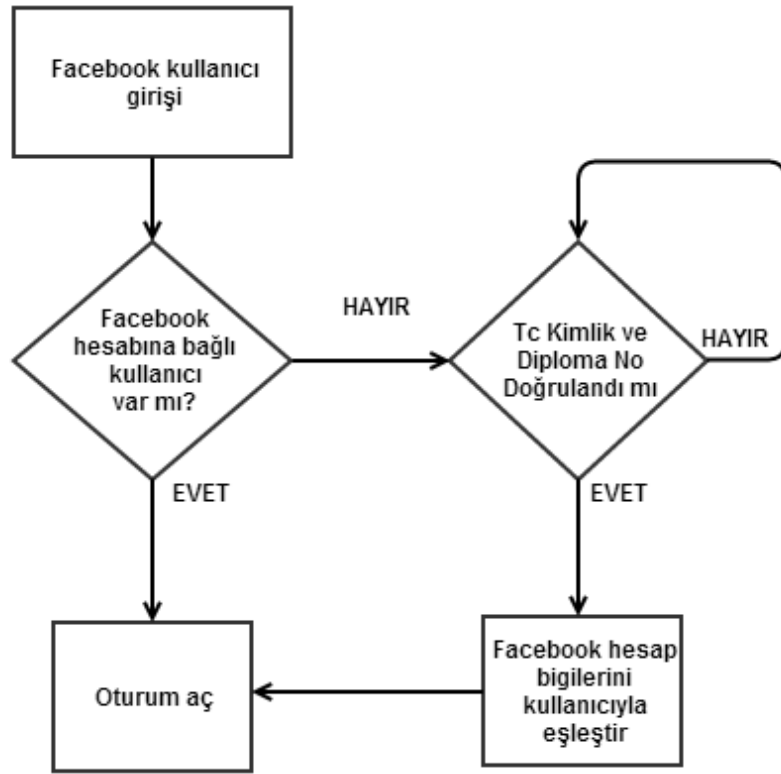 Facebook kullanıcı
girişi
Facebook
hesabına bağlı
kullanıcı
var mı?
HAYIR
Tc Kimlik ve
Diploma No
Doğrulandı mı
HAYIR
EVET
EVET
Oturum aç
Facebook hesap
bigilerini
kullanıcıyla
eşleştir